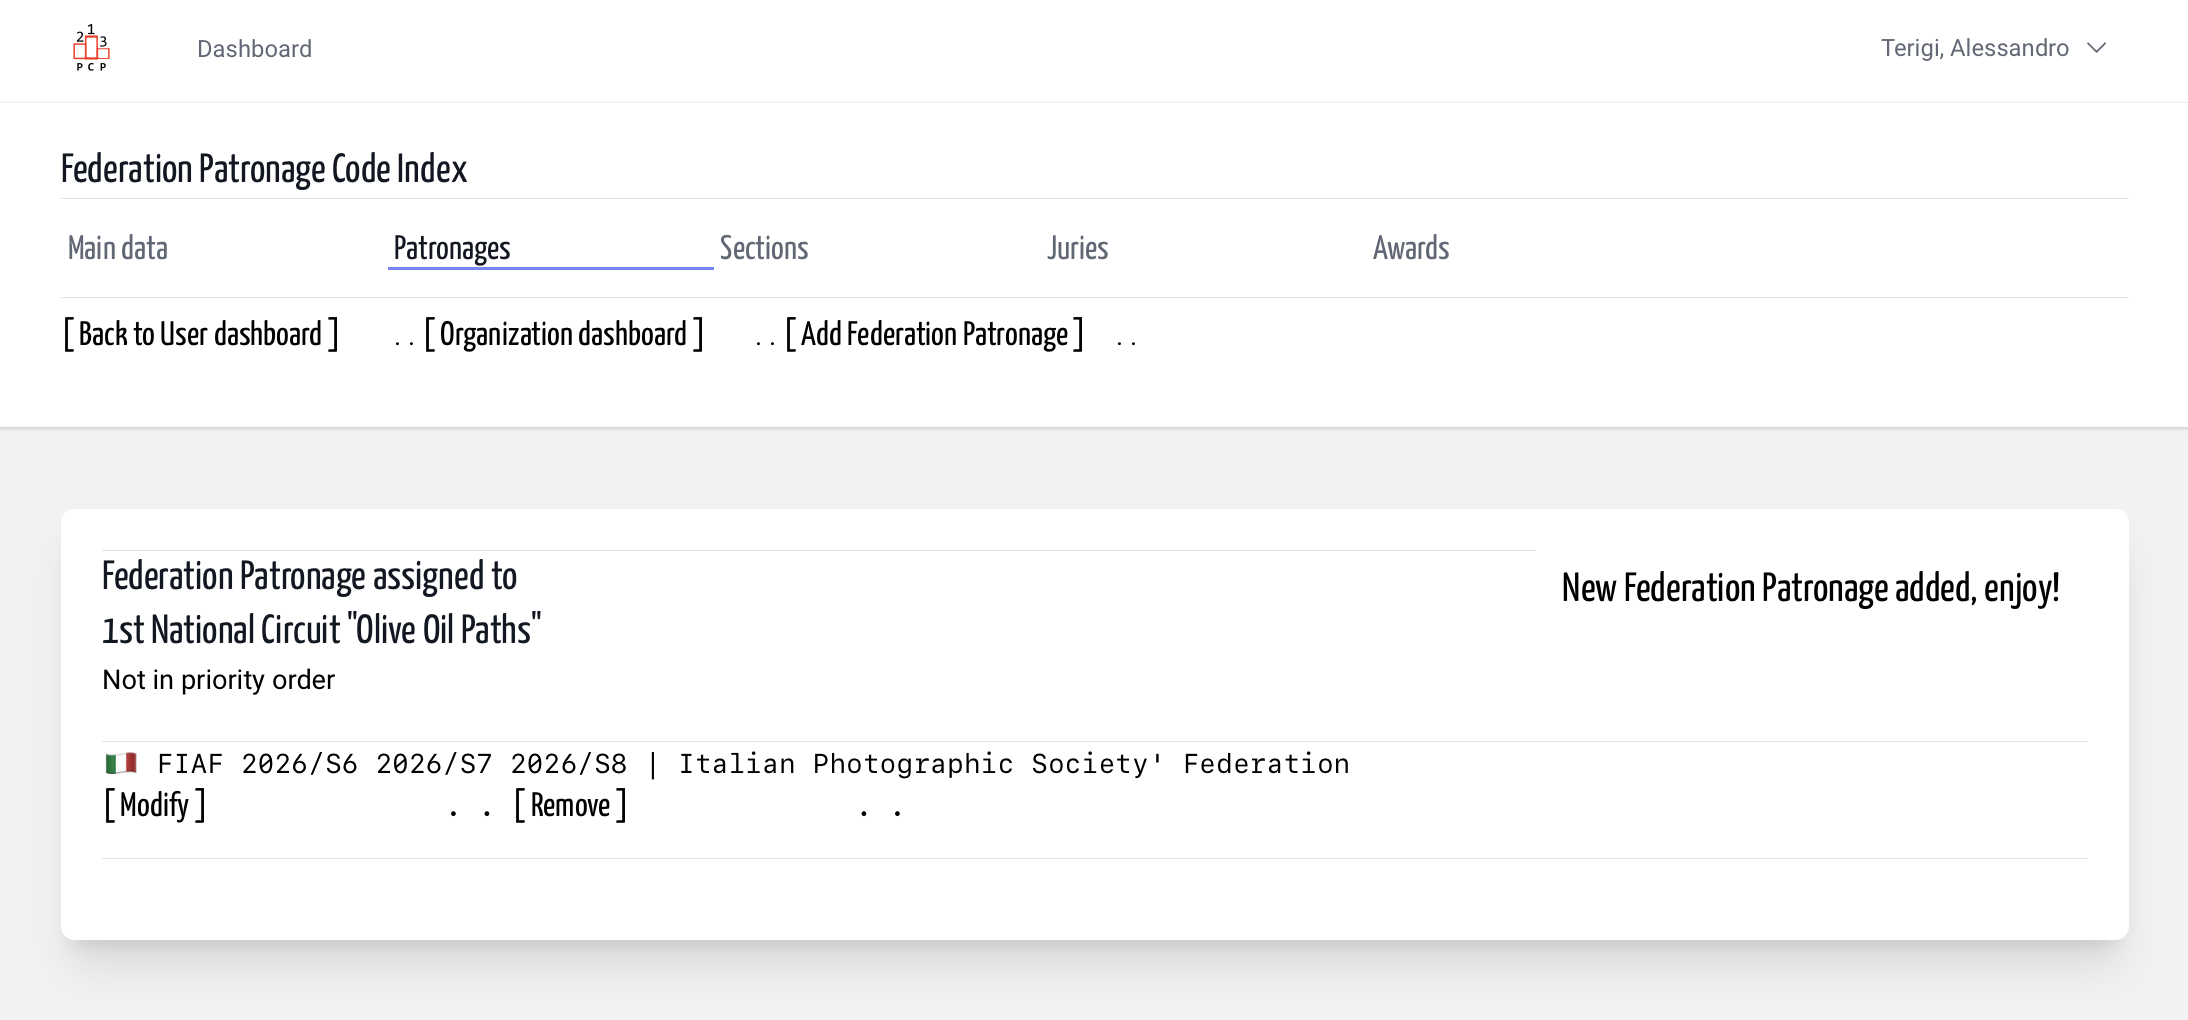 2 1 3
P C P
Dashboard
Terigi, Alessandro
Federation Patronage Code Index
Main data Patronages Sections Juries Awards
[ Back to User dashboard ] . . [ Organization dashboard ] . . [ Add Federation Patronage ] . .
Federation Patronage assigned to
1st National Circuit "Olive Oil Paths"
Not in priority order
New Federation Patronage added, enjoy!
🇮🇹 FIAF 2026/S6 2026/S7 2026/S8 | Italian Photographic Society' Federation
[ Modify ] . . [ Remove ] . .